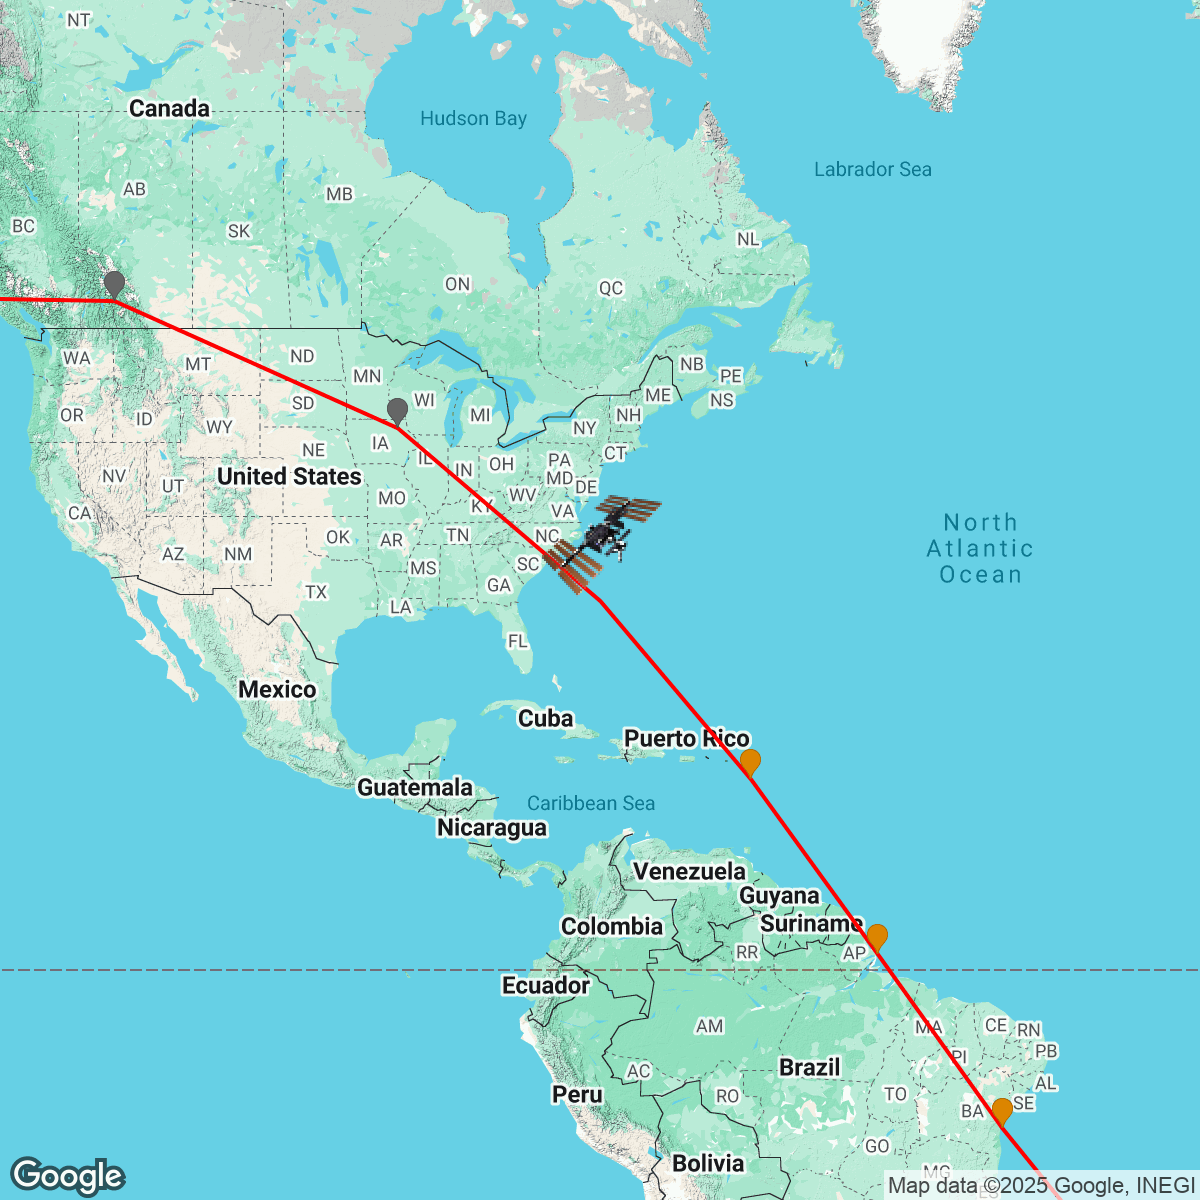 NT
Canada
Hudson Bay
Labrador Sea
AB
MB
BC
SK
NL
ON
QC
WA
MT
ND
MN
NB
PE
OR
ID
WY
SD
WI
MI
ME
NS
NH
NY
IA
NE
IL
IN
OH
PA
CT
NV
UT
United States
MO
KY
WV
MD
DE
VA
CA
AZ
NM
OK
AR
TN
NC
SC
North
Atlantic
Ocean
TX
LA
MS
GA
FL
Mexico
Cuba
Puerto Rico
Guatemala
Caribbean Sea
Nicaragua
Venezuela
Guyana
Suriname
Colombia
RR
AP
Ecuador
AM
MA
CE
RN
PI
PB
AC
Brazil
AL
Peru
RO
TO
BA
SE
GO
Bolivia
MG
ES
Google
Map data ©2025 Google, INEGI